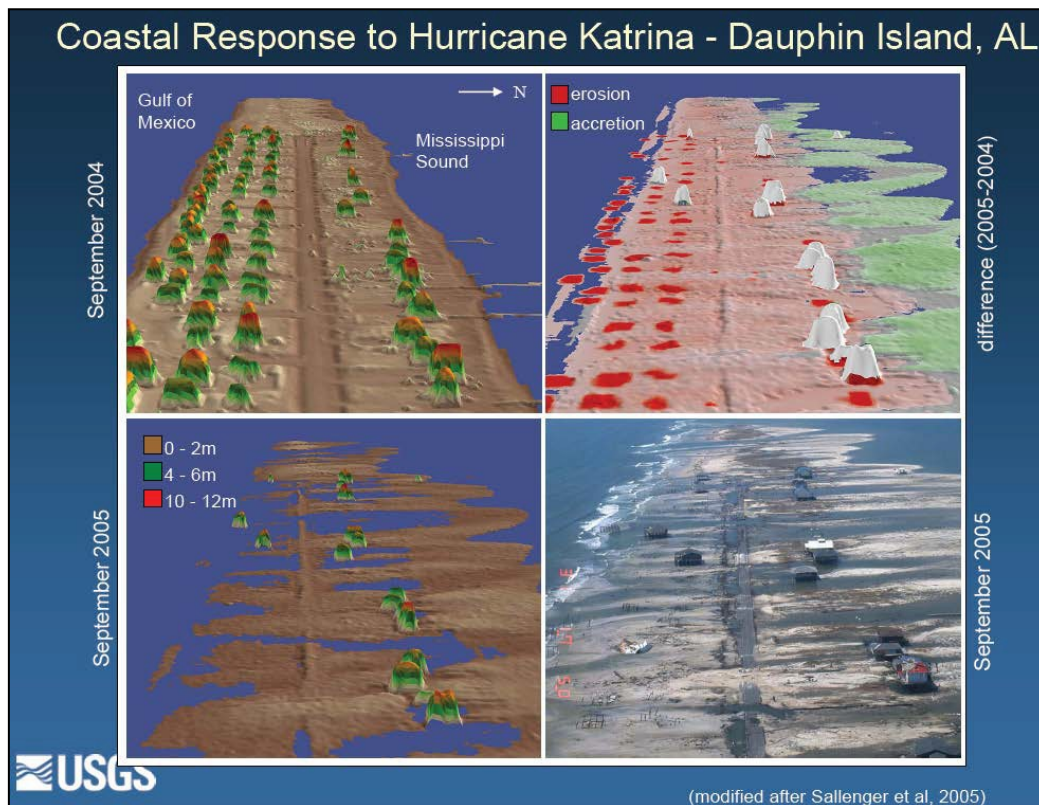 Coastal Response to Hurricane Katrina - Dauphin Island, AL
September 2004
Gulf of
Mexico
N
Mississippi
Sound
erosion
accretion
difference (2005-2004)
September 2005
0 - 2m
4 - 6m
10 - 12m
September 2005
USGS
(modified after Sallenger et al, 2005)